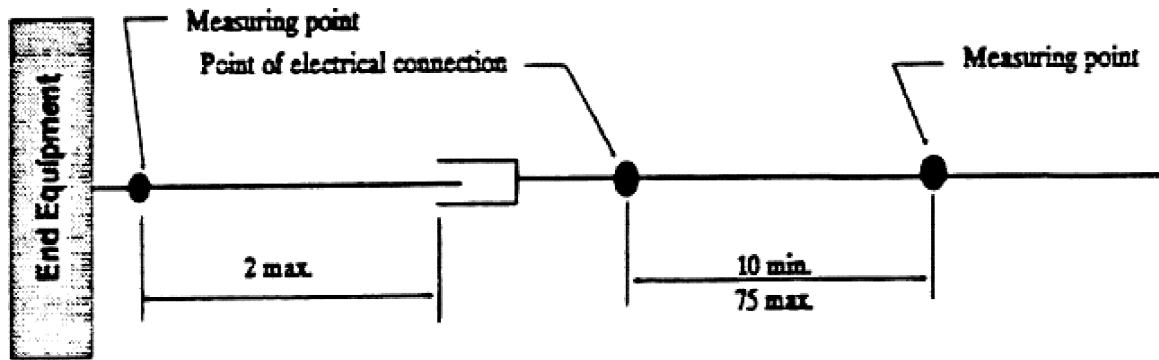 Measuring point
Point of electrical connection
Measuring point
End Equipment
2 max.
10 min.
75 max.